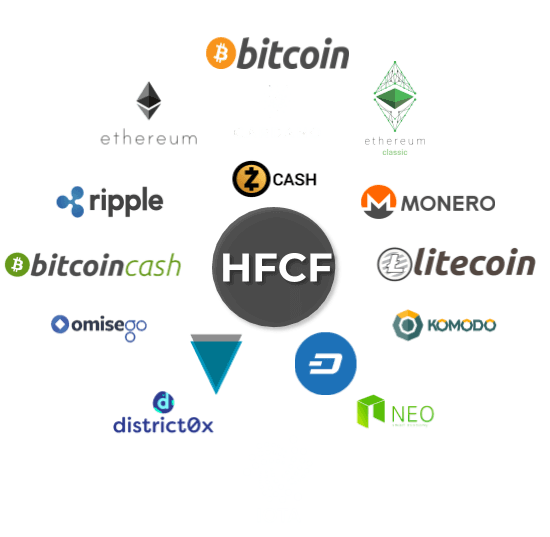 bitcoin
ethereum
ethereum
classic
CASH
ripple
MONERO
HFCF
bitcoincash
litecoin
omisego
KOMODO
district0x
NEO